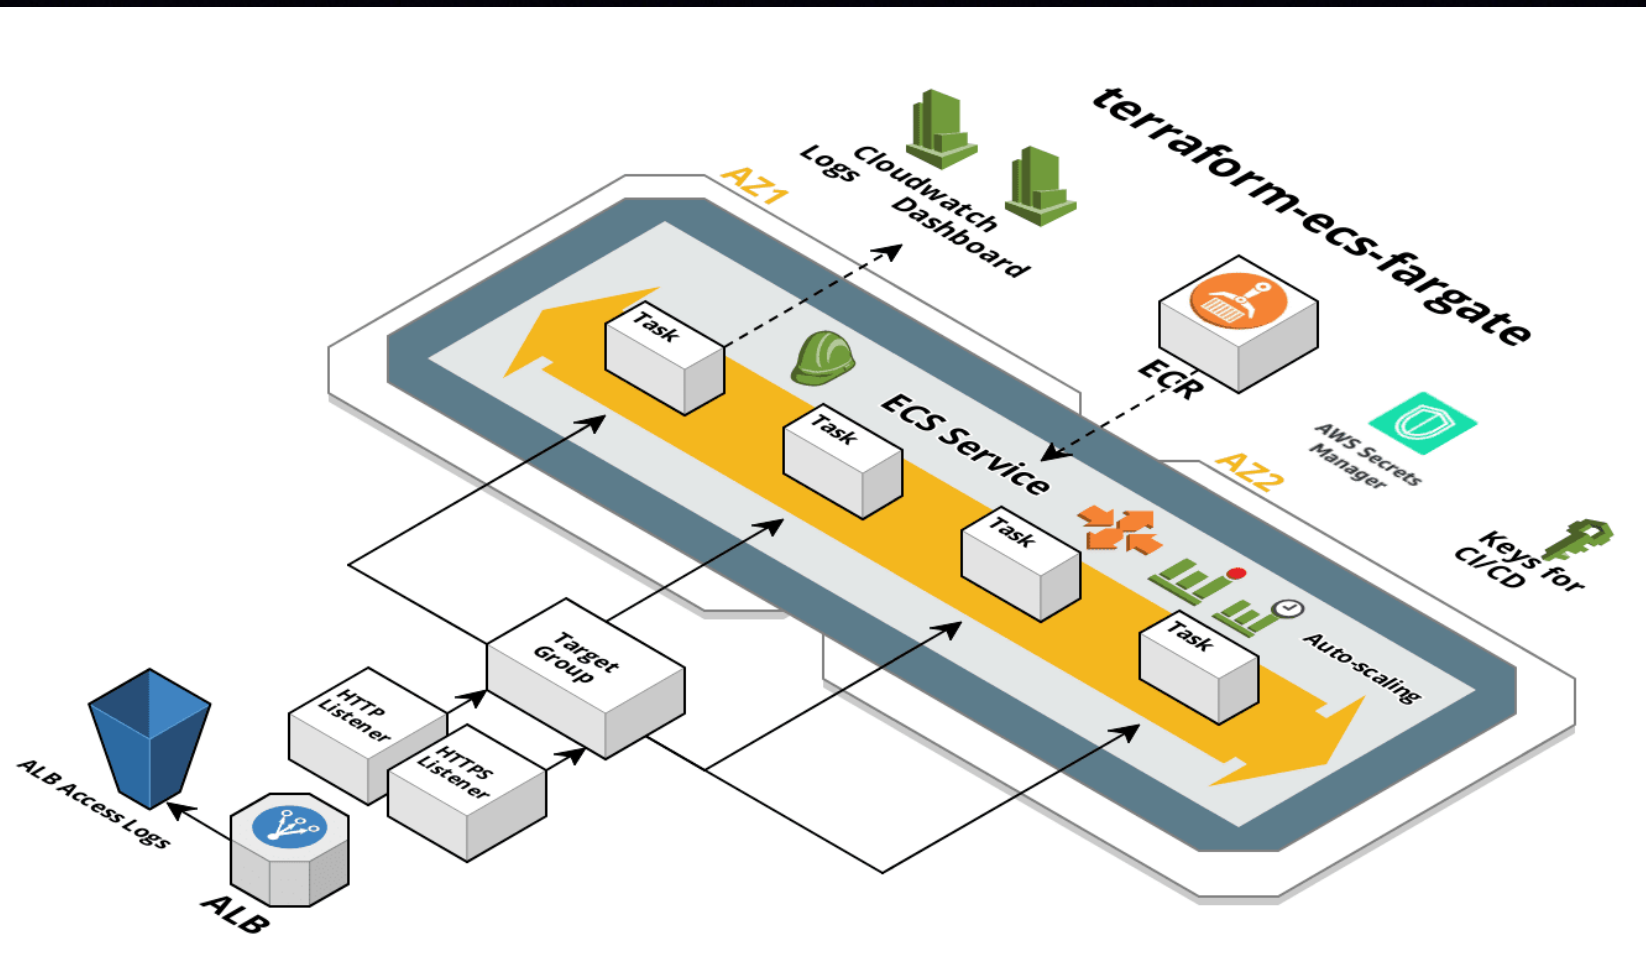 terraform-ecs-fargate
Logs
Cloudwatch
Dashboard
AZ1
Task
ECR
ECS Service
Task
AWS Secrets
Manager
AZ2
Task
Keys for
CI/CD
Auto-scaling
Task
Target
Group
HTTP
Listener
HTTPS
Listener
ALB Access Logs
ALB